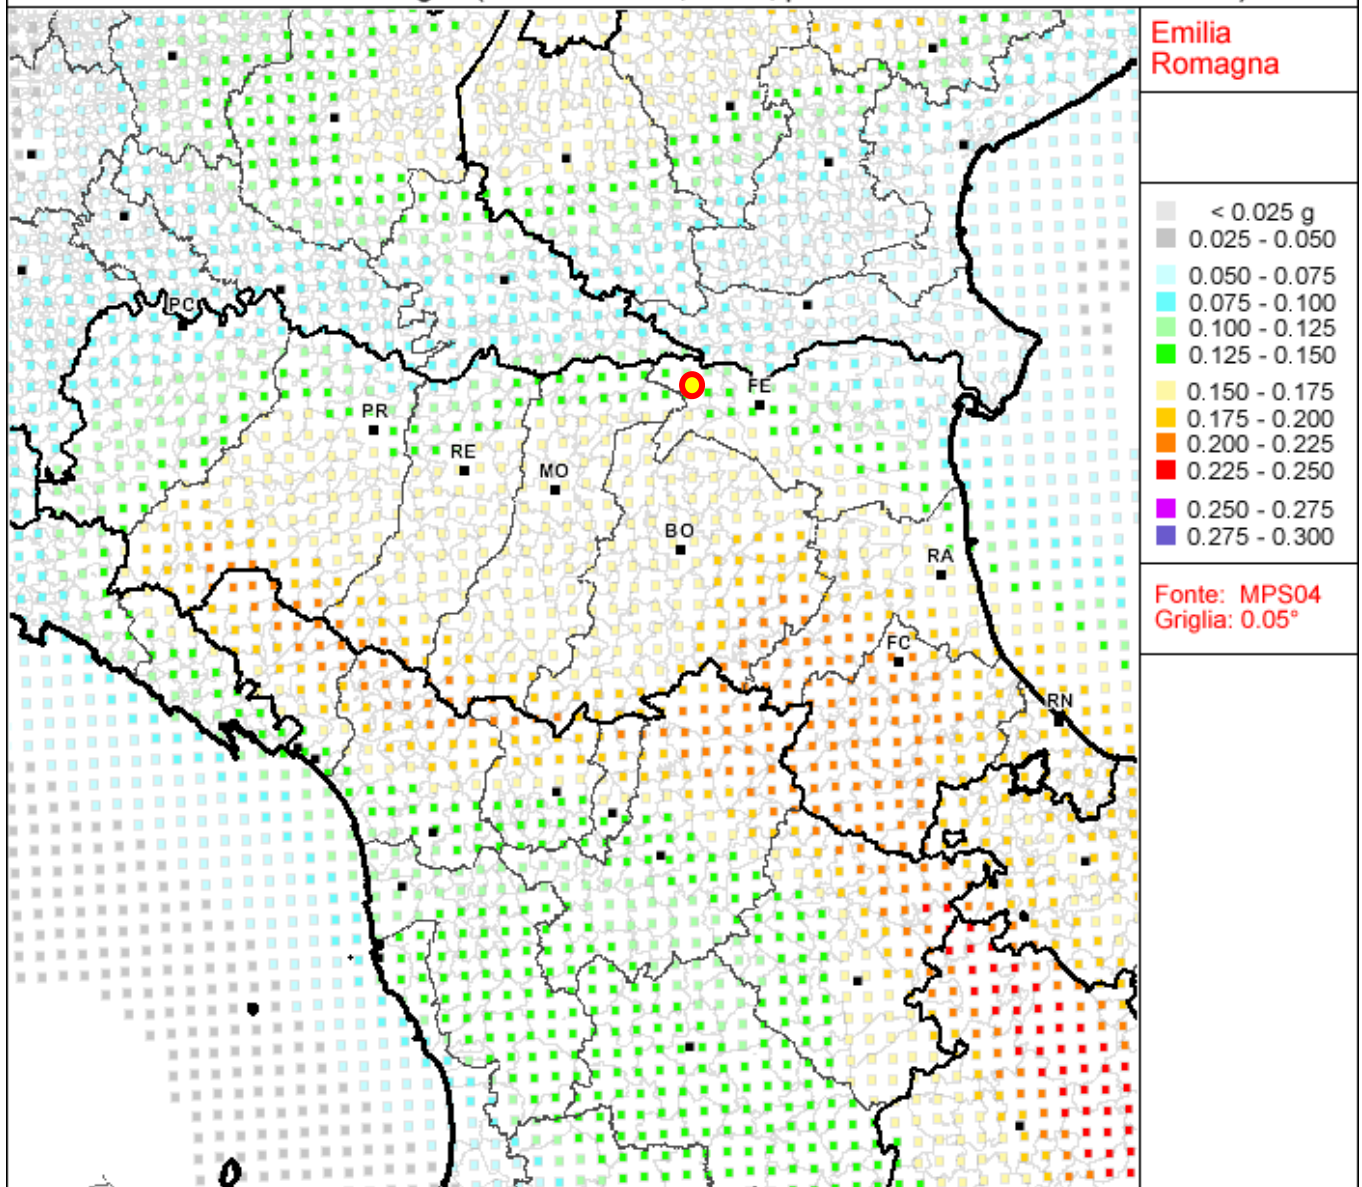 Emilia
Romagna
< 0.025 g
0.025 - 0.050
0.050 - 0.075
0.075 - 0.100
0.100 - 0.125
0.125 - 0.150
0.150 - 0.175
0.175 - 0.200
0.200 - 0.225
0.225 - 0.250
0.250 - 0.275
0.275 - 0.300
Fonte: MPS04
Griglia: 0.05°
PC
FE
PR
RE
MO
BO
RA
FC
RN